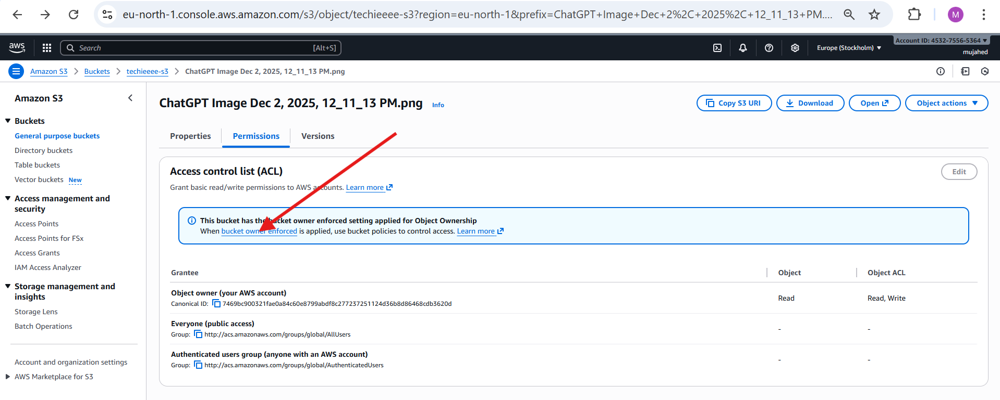 eu-north-1.console.aws.amazon.com/s3/object/techieeee-s3?region=eu-north-1&prefix=ChatGPT+Image+Dec+2%2C+2025%2C+12_11_13+PM....
M
aws
Search [Alt+S]
Europe (Stockholm)
Account ID: 4532-7556-5364
mujahed
Amazon S3 > Buckets > techieeee-s3 > ChatGPT Image Dec 2, 2025, 12_11_13 PM.png
Amazon S3
Buckets
General purpose buckets
Directory buckets
Table buckets
Vector buckets New
Access management and
security
Access Points
Access Points for FSx
Access Grants
IAM Access Analyzer
Storage management and
insights
Storage Lens
Batch Operations
Account and organization settings
AWS Marketplace for S3
ChatGPT Image Dec 2, 2025, 12_11_13 PM.png Info
Copy S3 URI
Download
Open
Object actions
Properties
Permissions
Versions
Access control list (ACL)
Edit
Grant basic read/write permissions to AWS accounts. Learn more
This bucket has the bucket owner enforced setting applied for Object Ownership
When bucket owner enforced is applied, use bucket policies to control access. Learn more
Grantee Object Object ACL
Object owner (your AWS account)
Canonical ID: 7469bc900321fae0a84c60e8799abdf8c277237251124d36b8d86468cdb3620d
Read Read, Write
Everyone (public access)
Group: http://acs.amazonaws.com/groups/global/AllUsers
- -
Authenticated users group (anyone with an AWS account)
Group: http://acs.amazonaws.com/groups/global/AuthenticatedUsers
- -